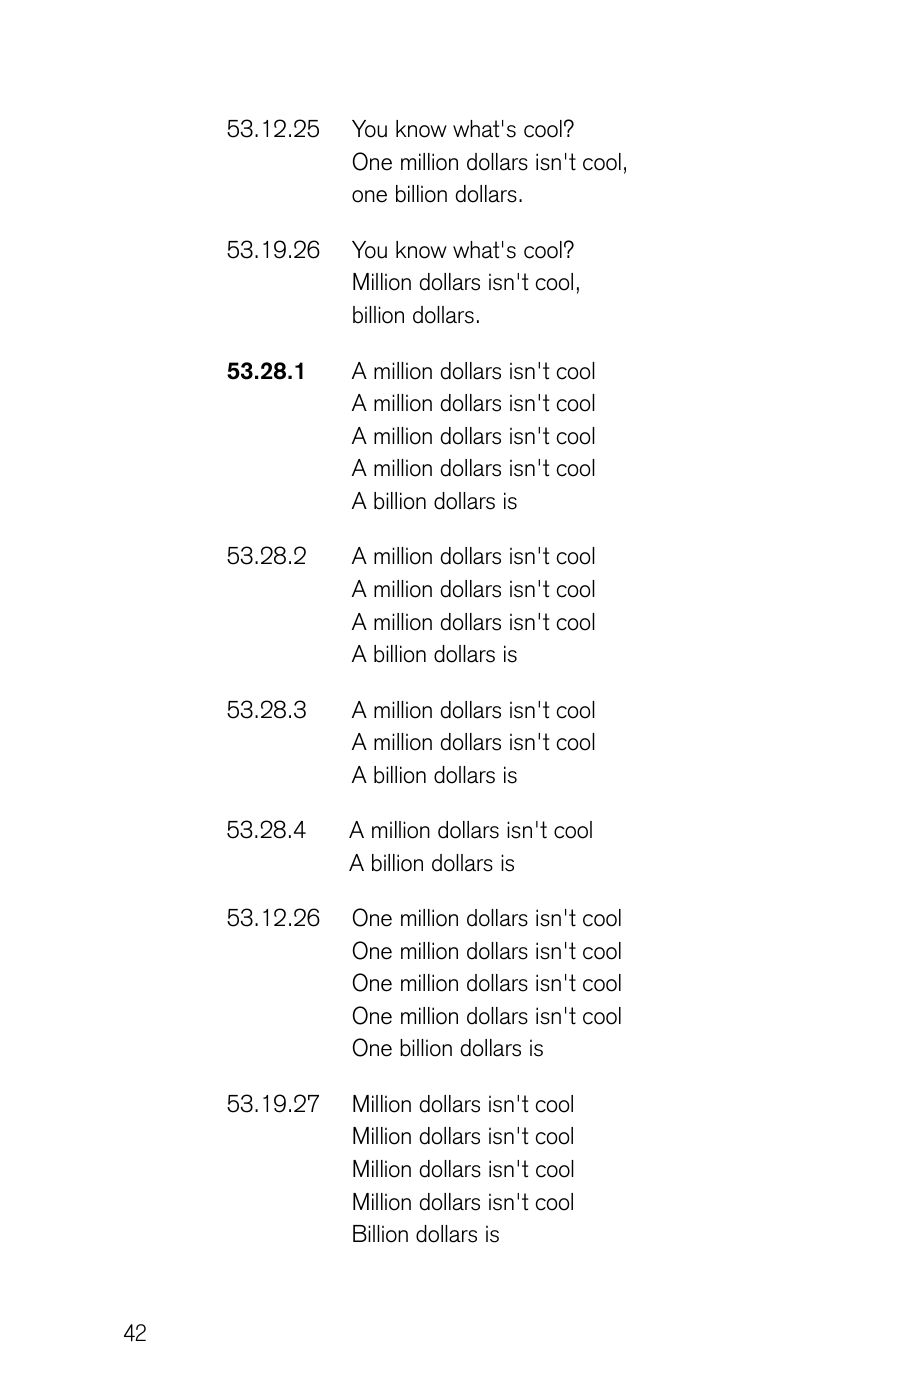 53.12.25 You know what's cool?
One million dollars isn't cool,
one billion dollars.
53.19.26 You know what's cool?
Million dollars isn't cool,
billion dollars.
53.28.1 A million dollars isn't cool
A million dollars isn't cool
A million dollars isn't cool
A million dollars isn't cool
A billion dollars is
53.28.2 A million dollars isn't cool
A million dollars isn't cool
A million dollars isn't cool
A billion dollars is
53.28.3 A million dollars isn't cool
A million dollars isn't cool
A billion dollars is
53.28.4 A million dollars isn't cool
A billion dollars is
53.12.26 One million dollars isn't cool
One million dollars isn't cool
One million dollars isn't cool
One million dollars isn't cool
One billion dollars is
53.19.27 Million dollars isn't cool
Million dollars isn't cool
Million dollars isn't cool
Million dollars isn't cool
Billion dollars is
42